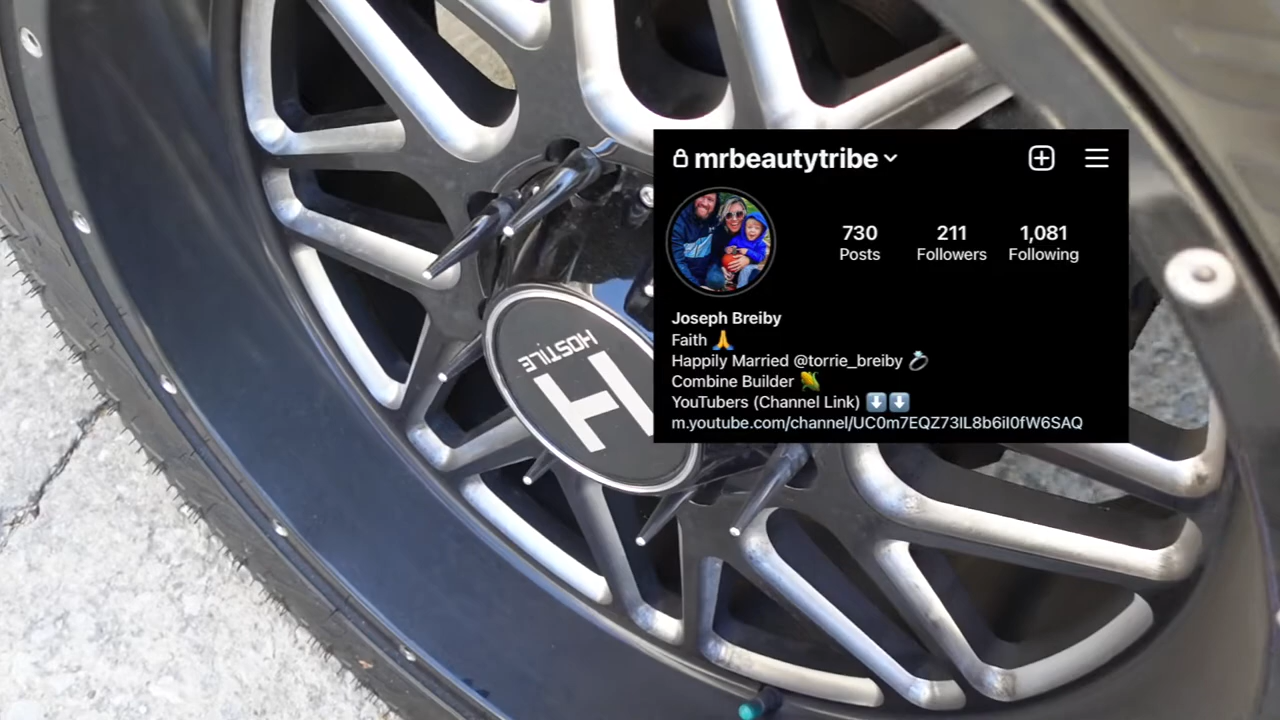 HOSTILE
H
mrbeautytribe
730 211 1,081
Posts Followers Following
Joseph Breiby
Faith 🙏
Happily Married @torrie_breiby 💍
Combine Builder 🌽
YouTubers (Channel Link) ⬇️⬇️
m.youtube.com/channel/UC0m7EQZ73lL8b6iI0fW6SAQ